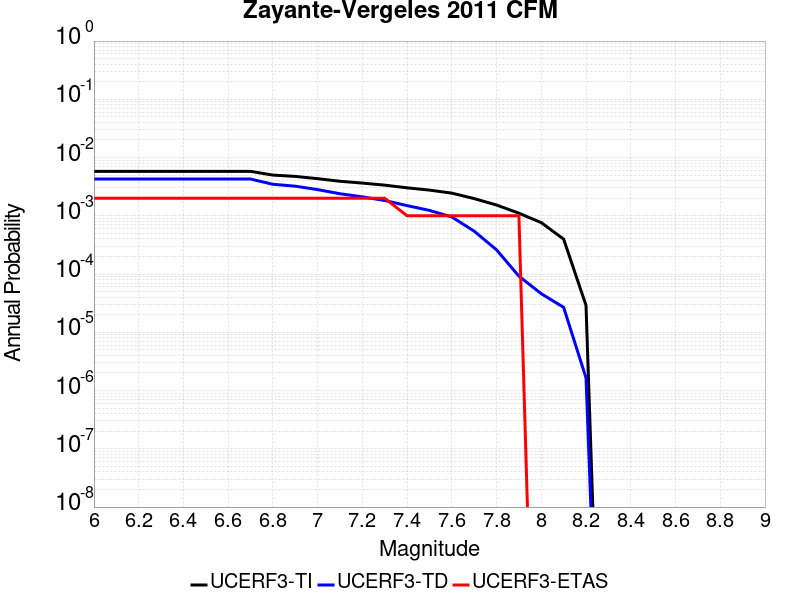 Zayante-Vergeles 2011 CFM
10^0
10^-1
10^-2
10^-3
10^-4
10^-5
10^-6
10^-7
10^-8
Annual Probability
6 6.2 6.4 6.6 6.8 7 7.2 7.4 7.6 7.8 8 8.2 8.4 8.6 8.8 9
Magnitude
UCERF3-TI UCERF3-TD UCERF3-ETAS